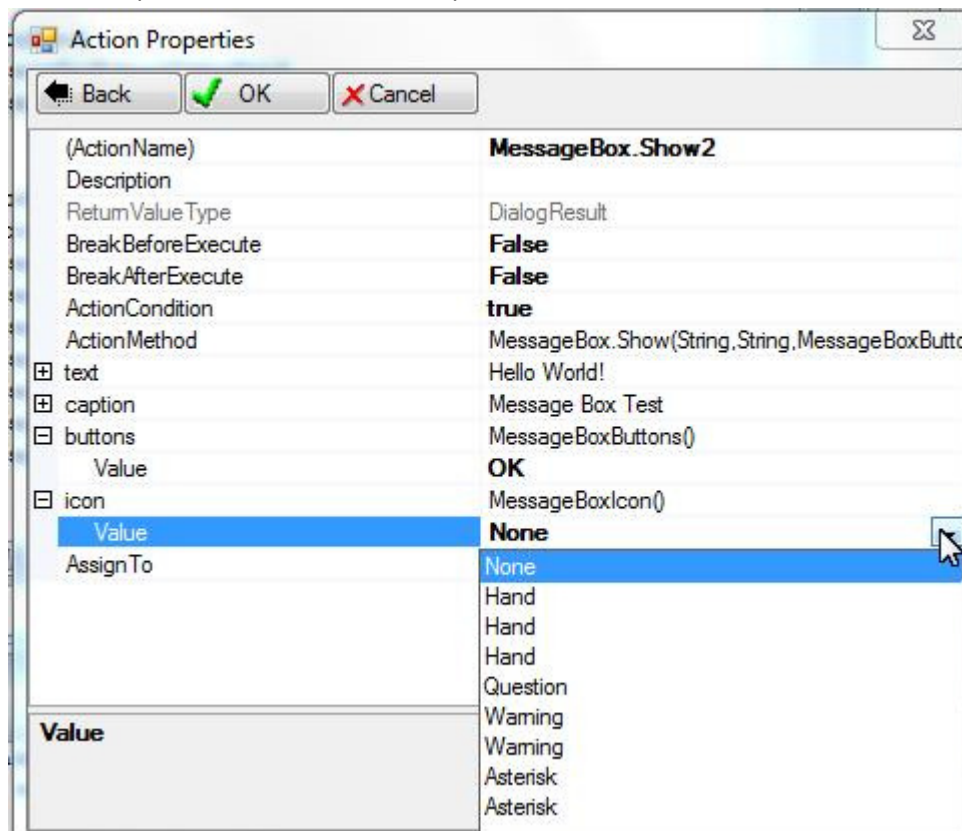 Action Properties
Back OK Cancel
(ActionName) MessageBox.Show2
Description
ReturnValueType DialogResult
BreakBeforeExecute False
BreakAfterExecute False
ActionCondition true
ActionMethod MessageBox.Show(String,String,MessageBoxButto
text Hello World!
caption Message Box Test
buttons MessageBoxButtons()
Value OK
icon MessageBoxIcon()
Value None
AssignTo
None
Hand
Hand
Hand
Question
Warning
Warning
Asterisk
Asterisk
Value